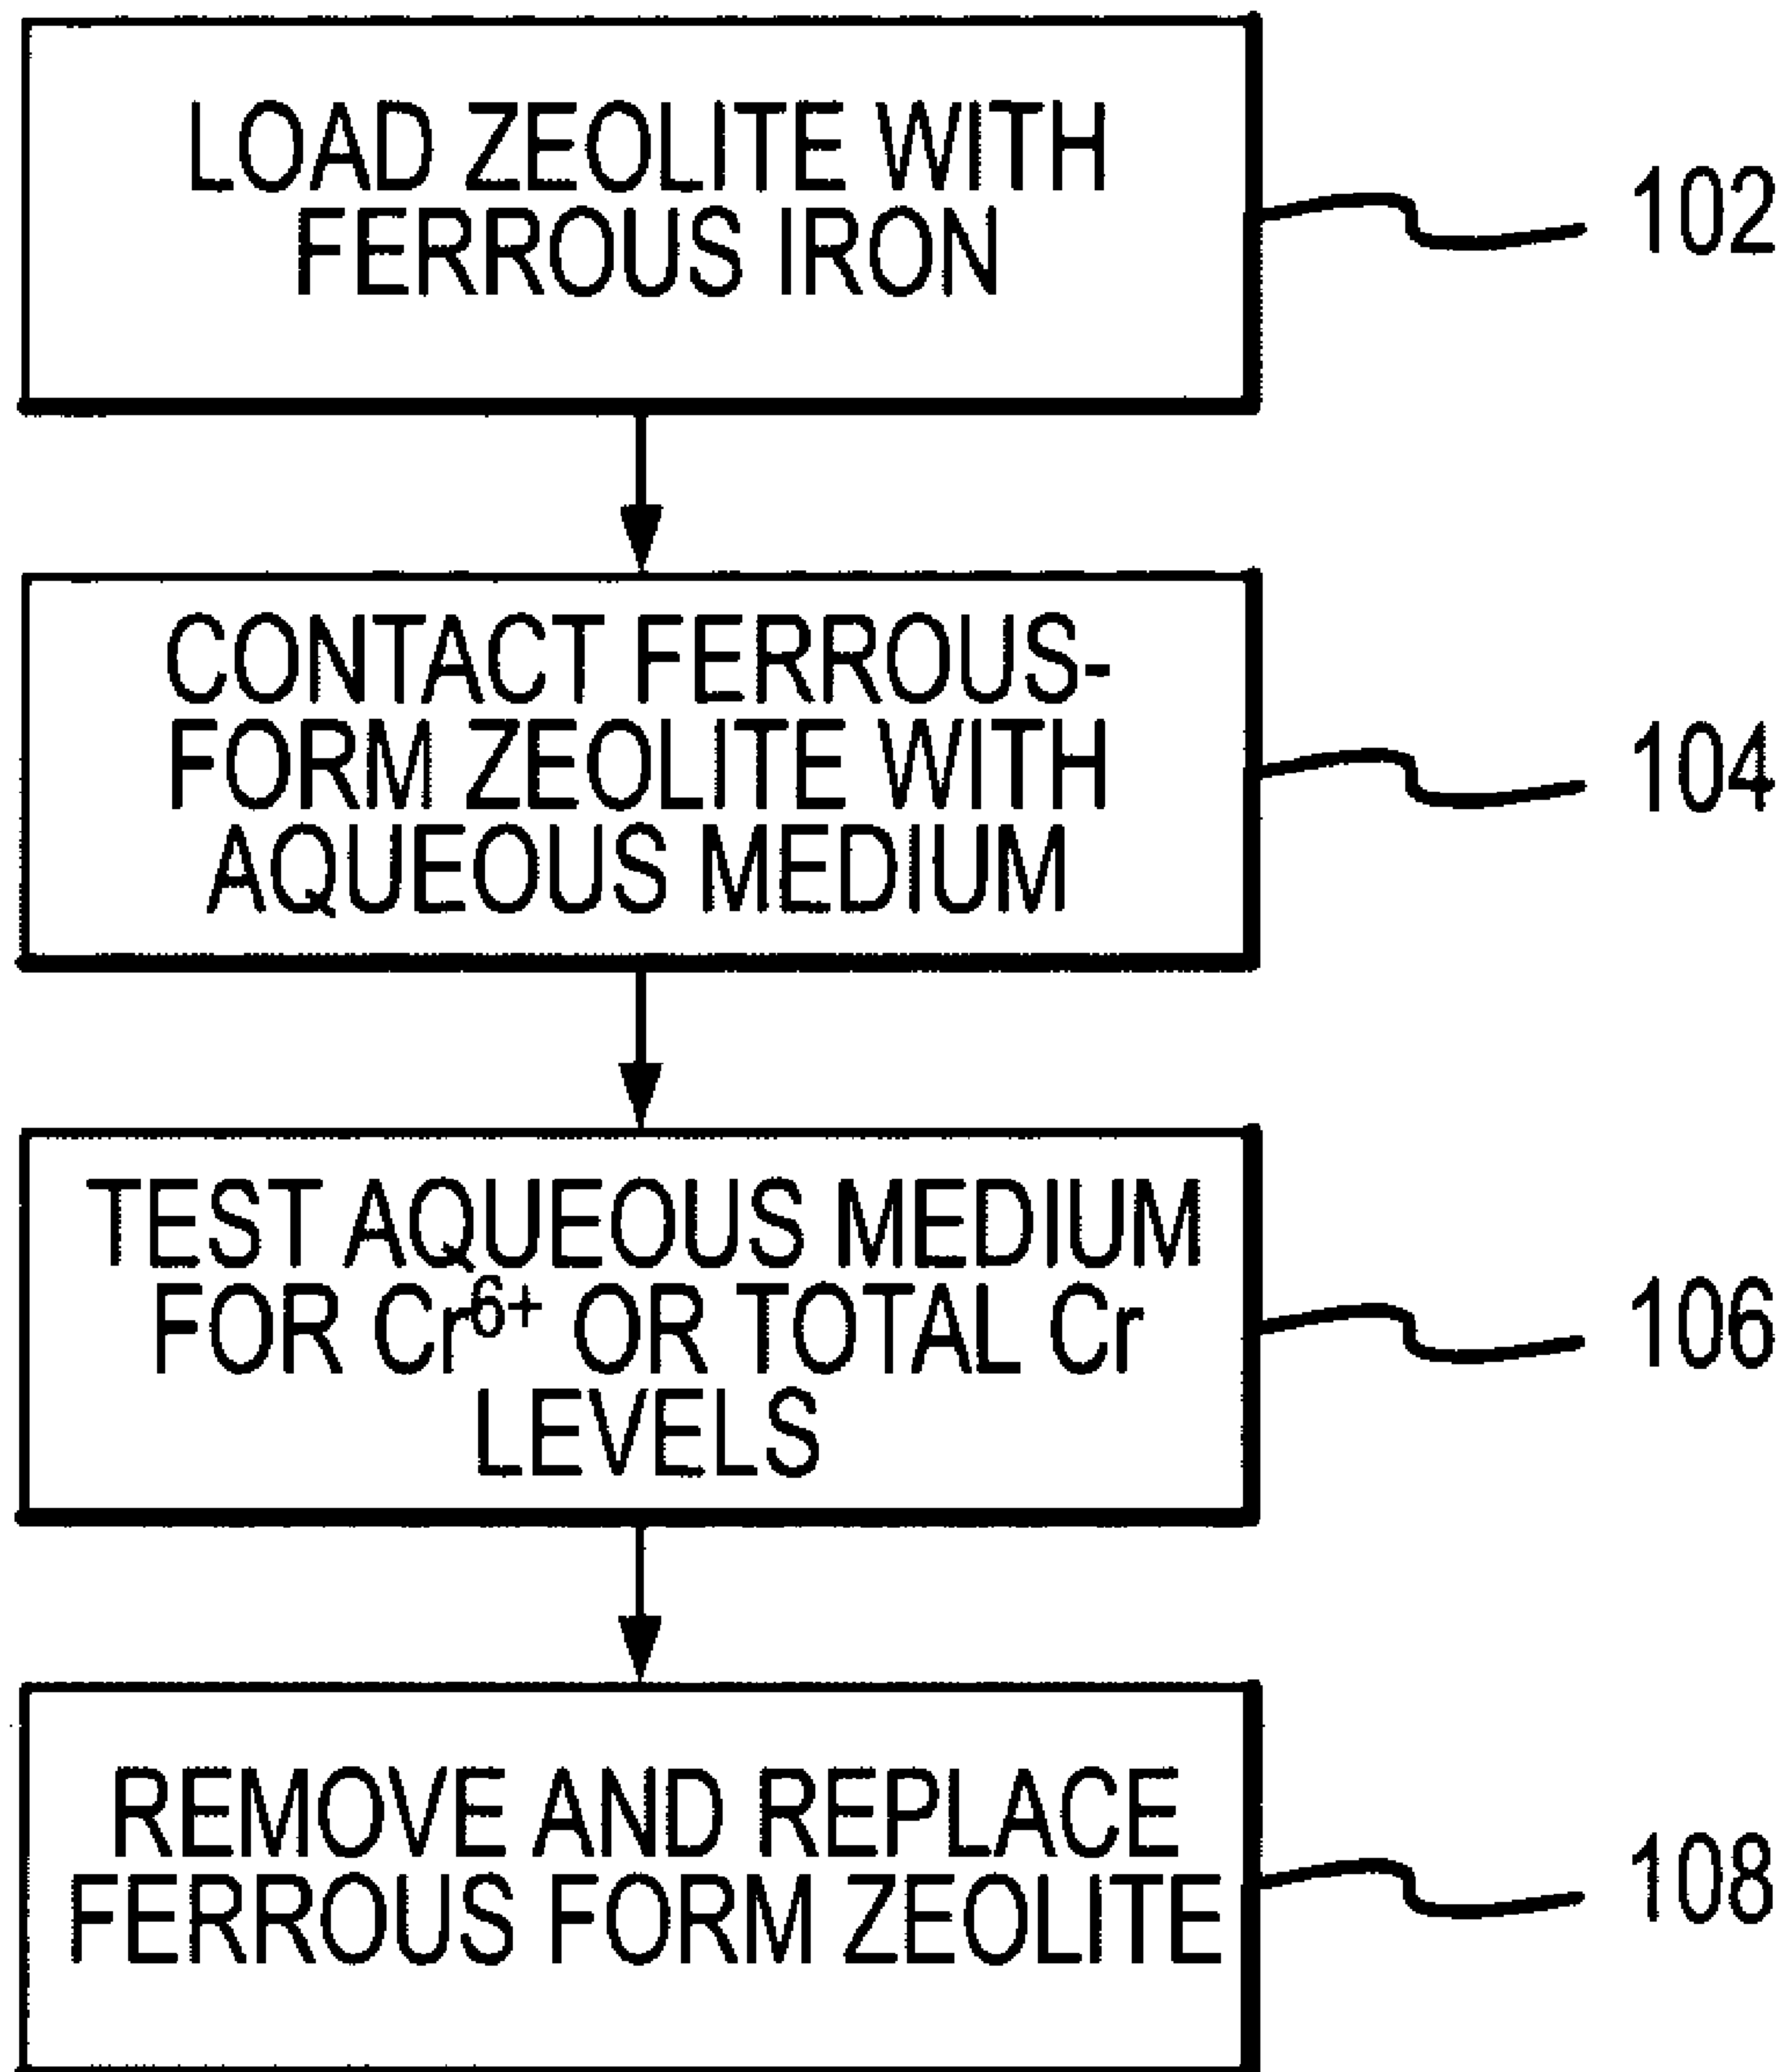 LOAD ZEOLITE WITH
FERROUS IRON
102
CONTACT FERROUS-
FORM ZEOLITE WITH
AQUEOUS MEDIUM
104
TEST AQUEOUS MEDIUM
FOR Cr⁶⁺ OR TOTAL Cr
LEVELS
106
REMOVE AND REPLACE
FERROUS FORM ZEOLITE
108